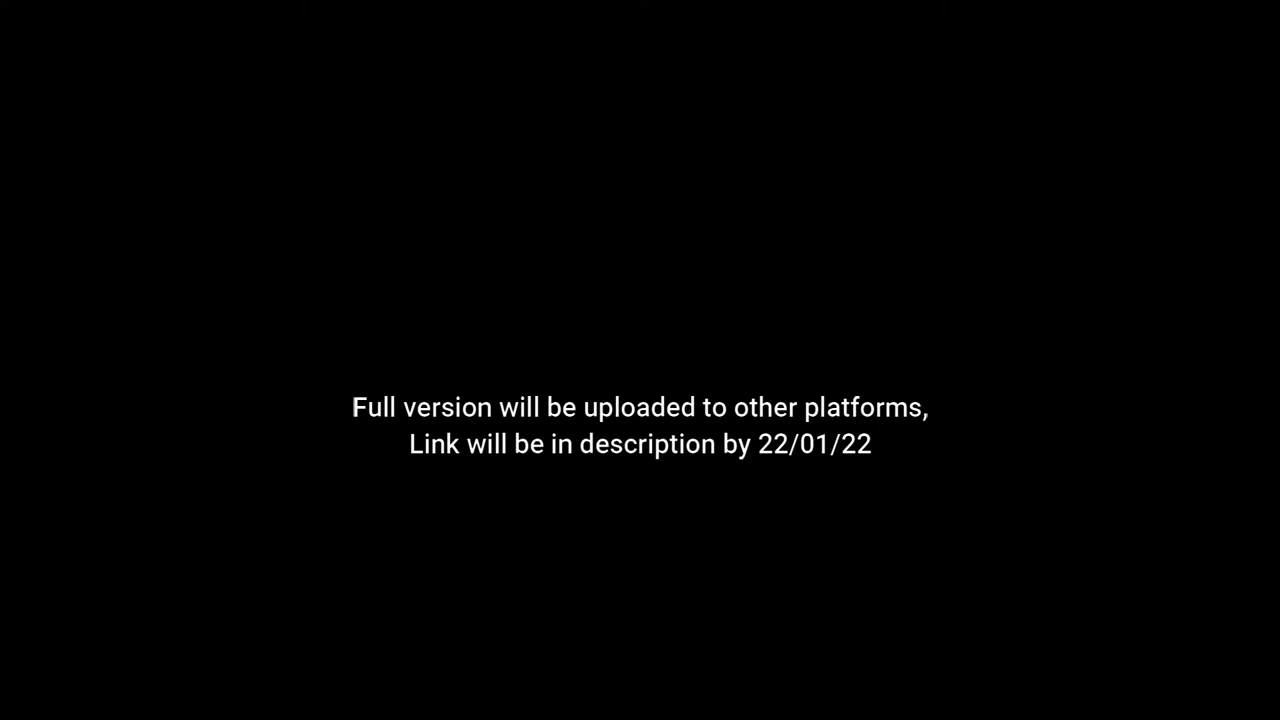 Full version will be uploaded to other platforms,
Link will be in description by 22/01/22